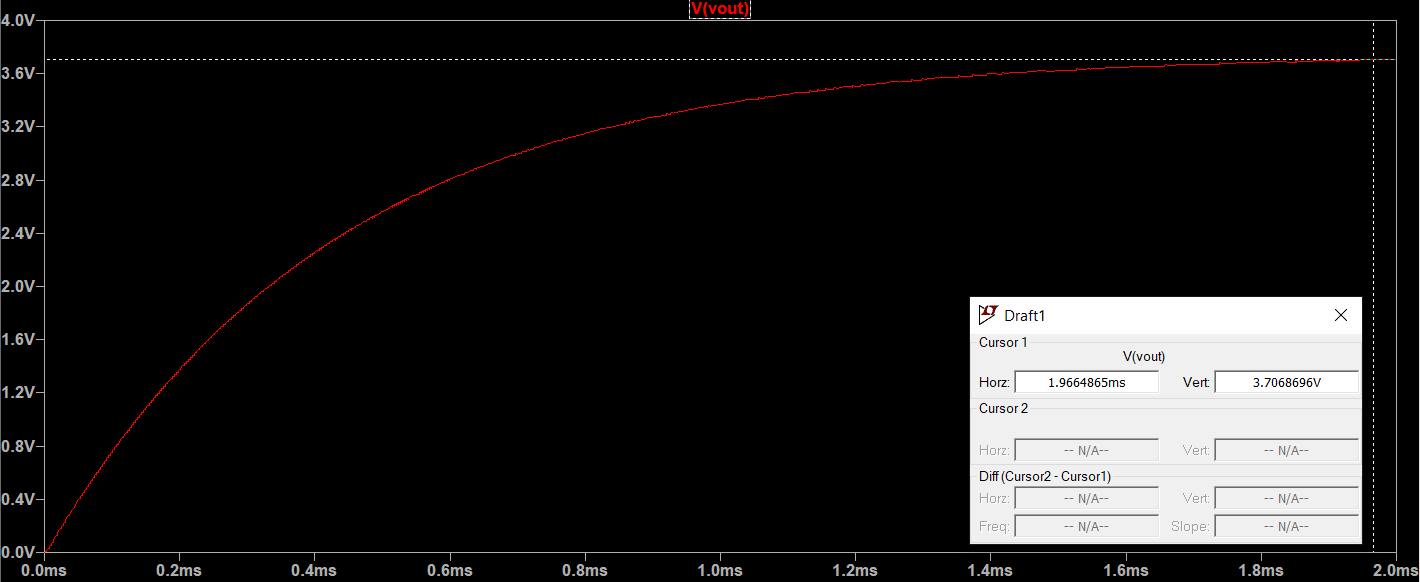 V(vout)
4.0V
3.6V
3.2V
2.8V
2.4V
2.0V
1.6V
1.2V
0.8V
0.4V
0.0V
0.0ms 0.2ms 0.4ms 0.6ms 0.8ms 1.0ms 1.2ms 1.4ms 1.6ms 1.8ms 2.0ms
Draft1
Cursor 1
V(vout)
Horz: 1.9664865ms Vert: 3.7068696V
Cursor 2
Horz: -- N/A-- Vert: -- N/A--
Diff (Cursor2 - Cursor1)
Horz: -- N/A-- Vert: -- N/A--
Freq: -- N/A-- Slope: -- N/A--